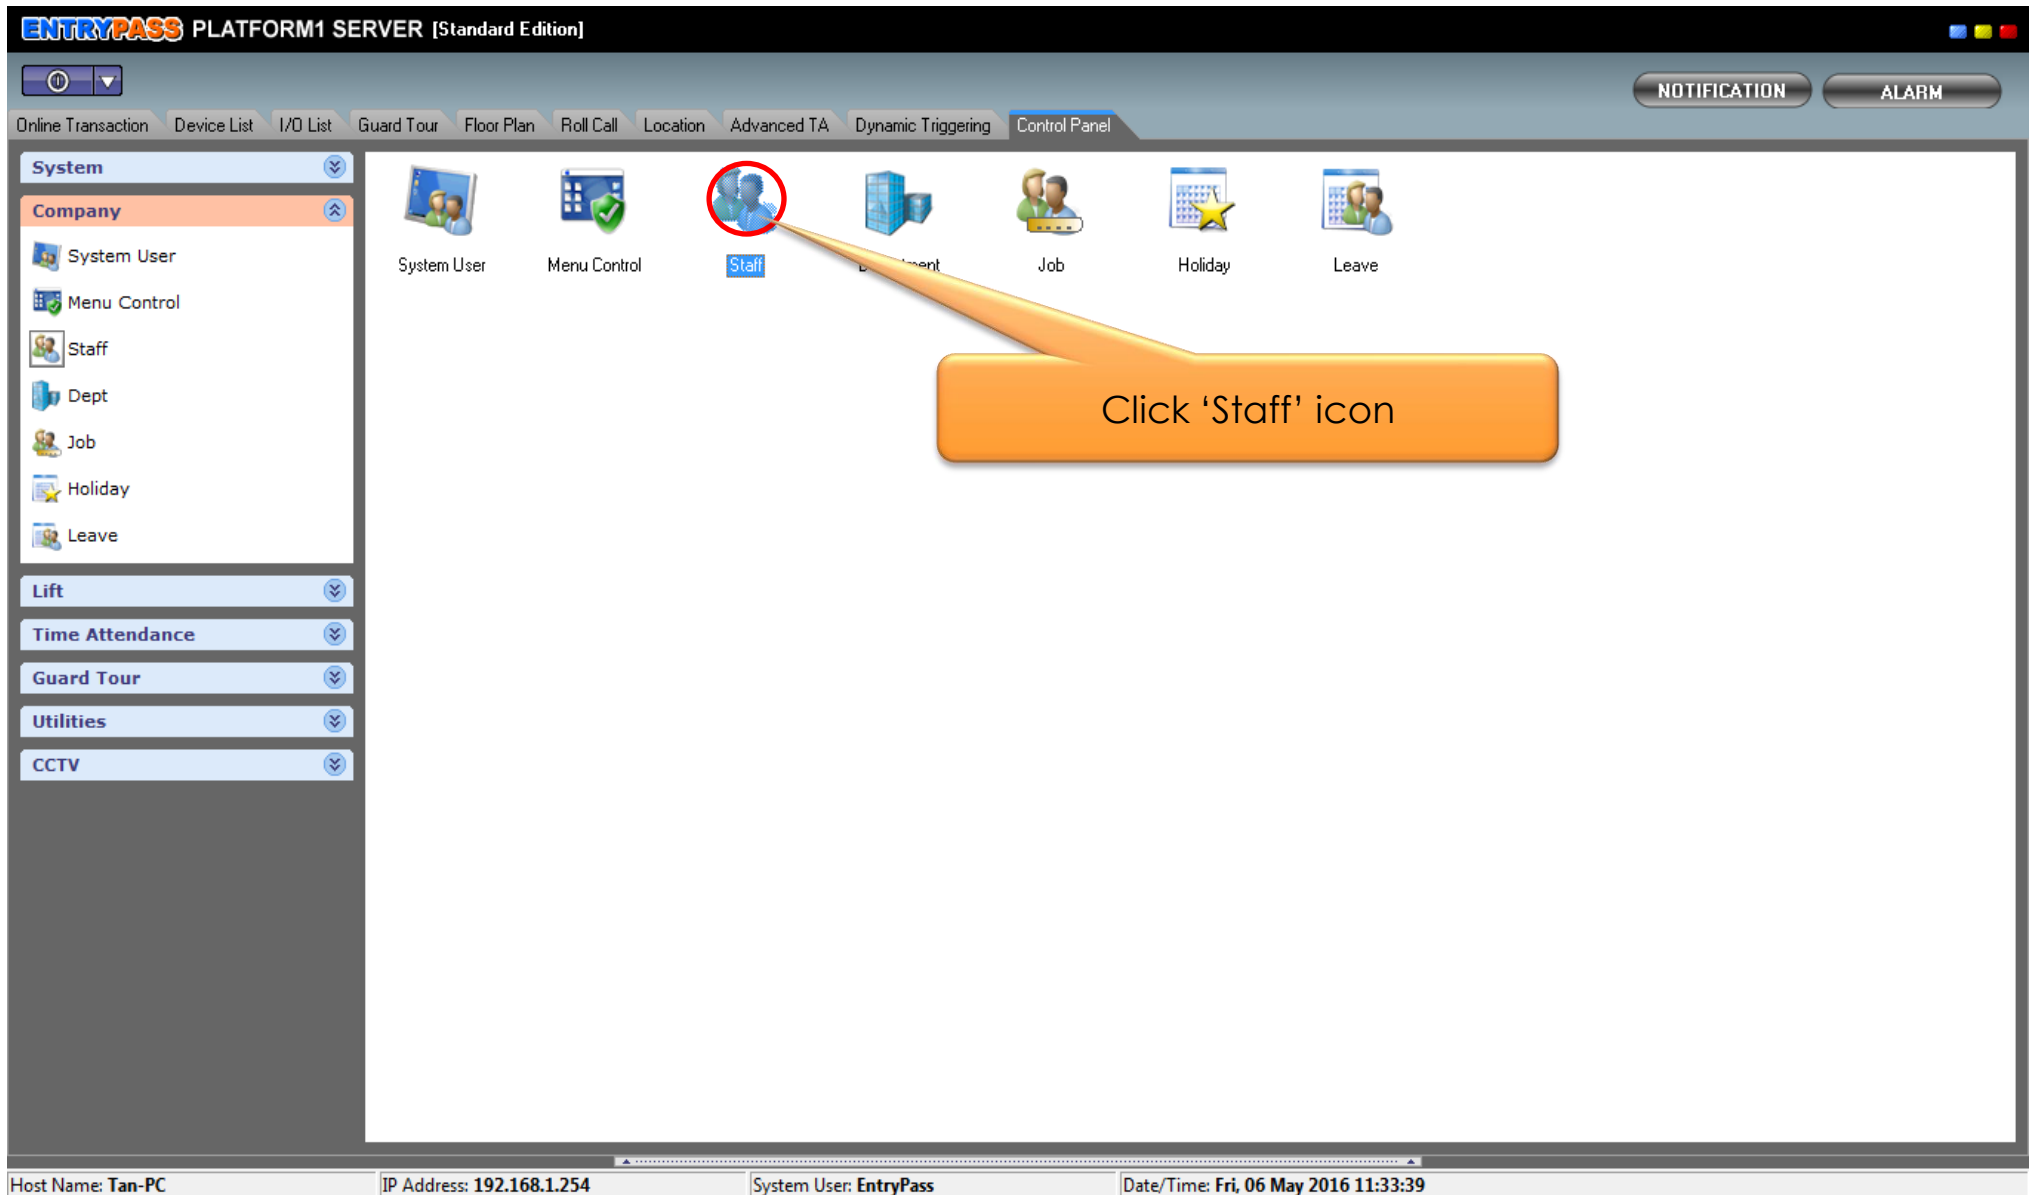 ENTRYPASS PLATFORM1 SERVER [Standard Edition]
NOTIFICATION ALARM
Online Transaction Device List I/O List Guard Tour Floor Plan Roll Call Location Advanced TA Dynamic Triggering Control Panel
System
Company
System User
Menu Control
Staff
Dept
Job
Holiday
Leave
Lift
Time Attendance
Guard Tour
Utilities
CCTV
System User Menu Control Staff Job Holiday Leave
Click ‘Staff’ icon
Host Name: Tan-PC IP Address: 192.168.1.254 System User: EntryPass Date/Time: Fri, 06 May 2016 11:33:39